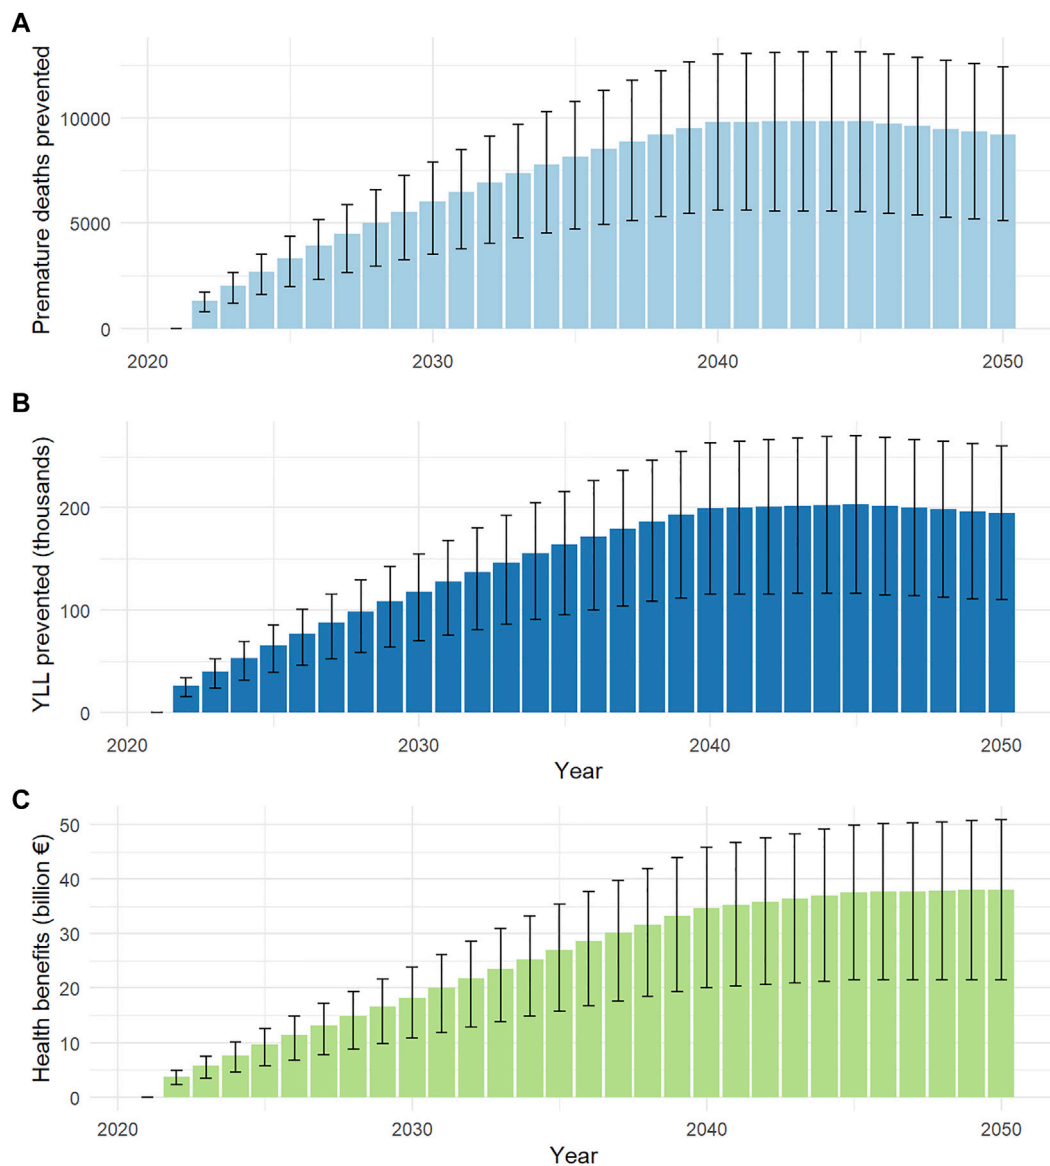 A
Premature deaths prevented
10000
5000
0
2020 2030 2040 2050
B
YLL prevented (thousands)
200
100
0
2020 2030 2040 2050
Year
C
Health benefits (billion €)
50
40
30
20
10
0
2020 2030 2040 2050
Year